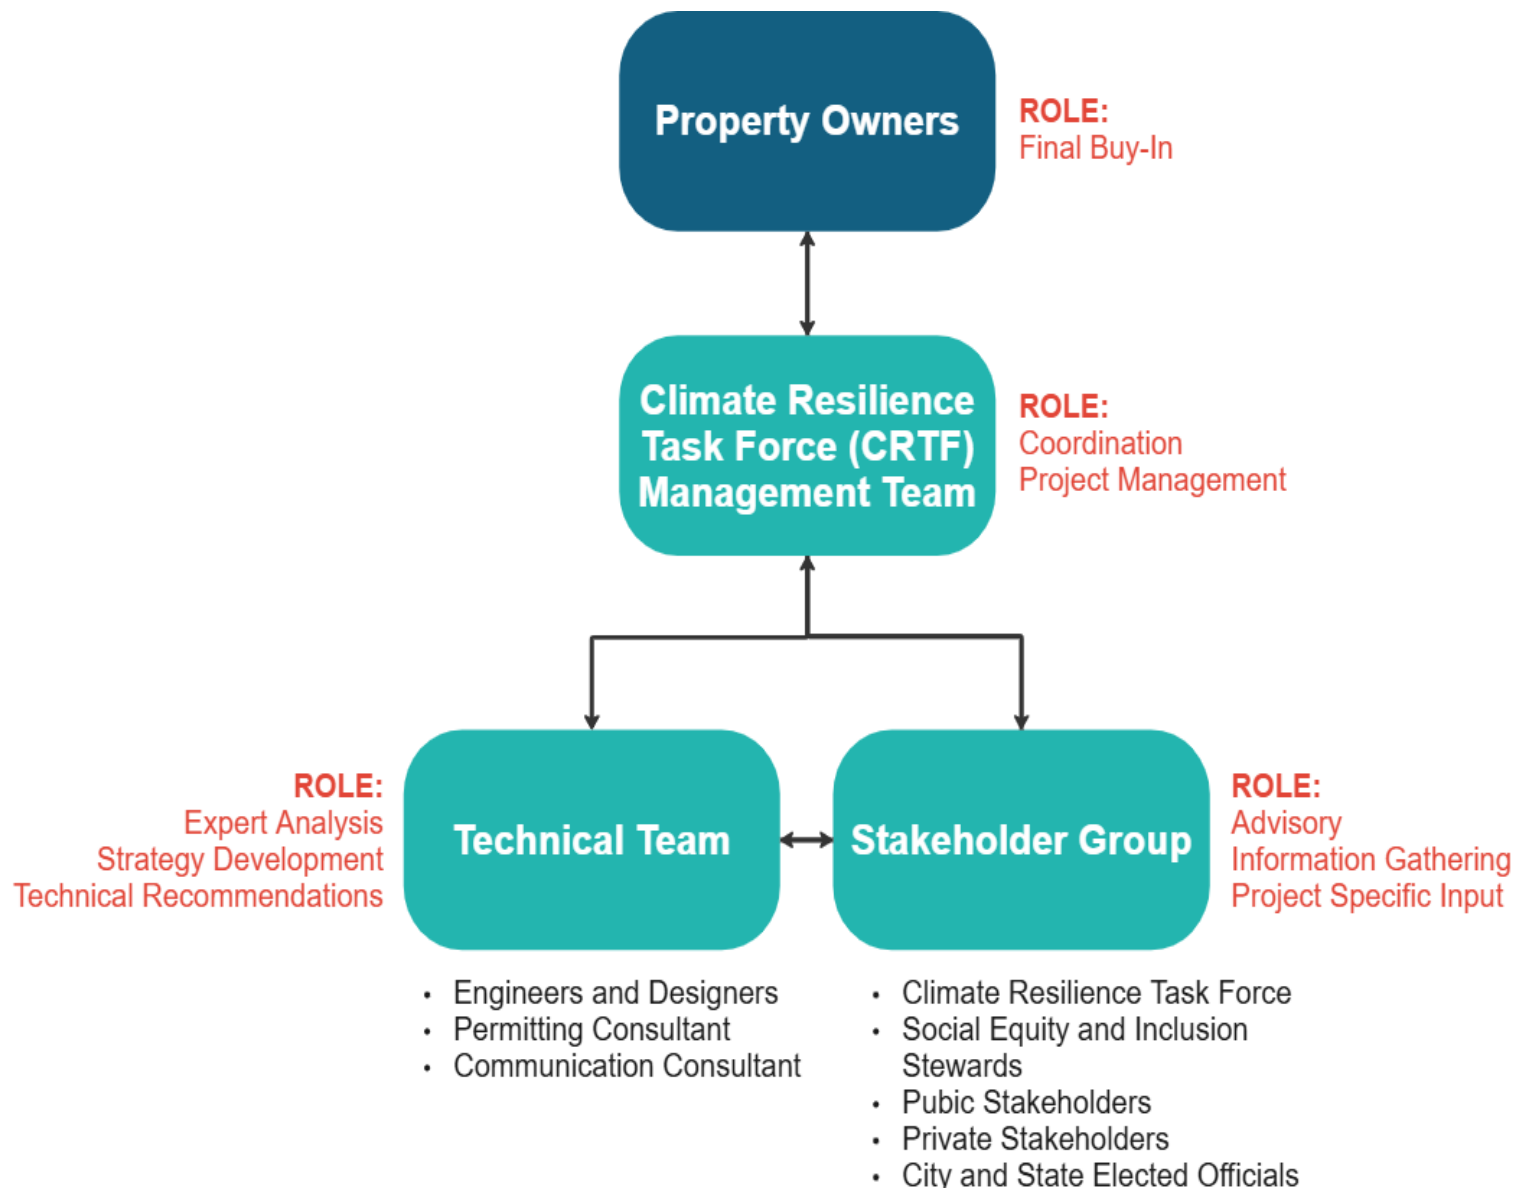 Property Owners
ROLE:
Final Buy-In
Climate Resilience
Task Force (CRTF)
Management Team
ROLE:
Coordination
Project Management
ROLE:
Expert Analysis
Strategy Development
Technical Recommendations
Technical Team
Stakeholder Group
ROLE:
Advisory
Information Gathering
Project Specific Input
• Engineers and Designers
• Permitting Consultant
• Communication Consultant
• Climate Resilience Task Force
• Social Equity and Inclusion
Stewards
• Pubic Stakeholders
• Private Stakeholders
• City and State Elected Officials